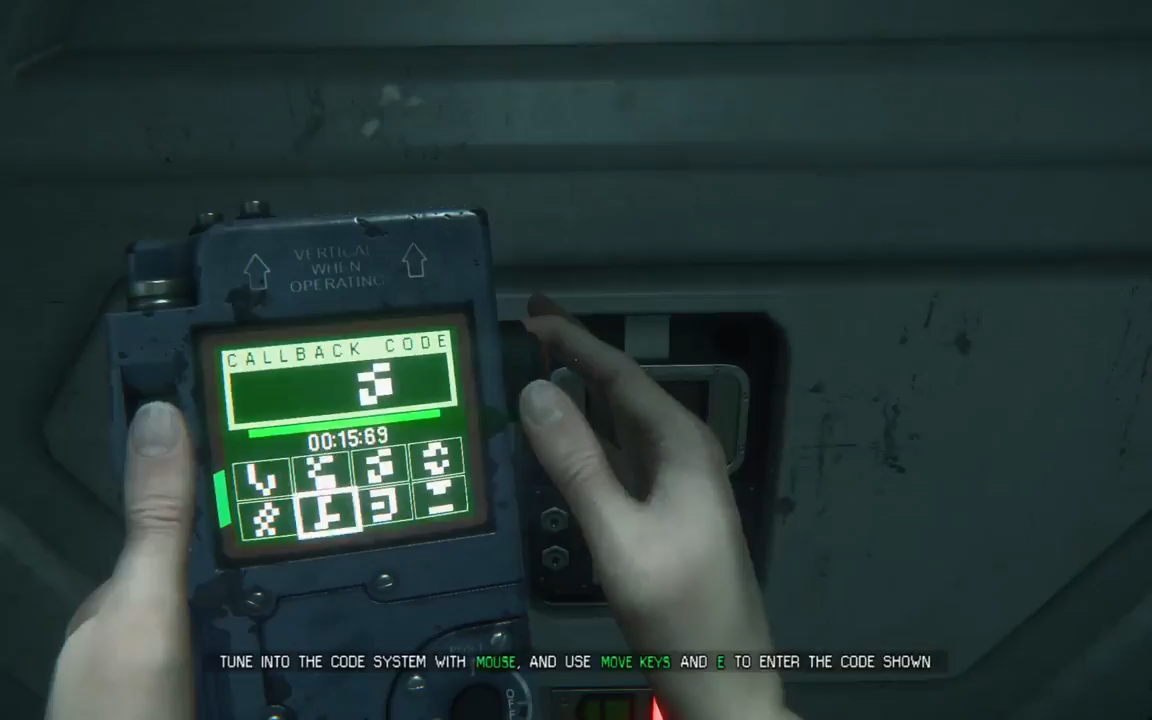 VERTICAL
WHEN
OPERATING
CALLBACK CODE
00:15:69
OFF
TUNE INTO THE CODE SYSTEM WITH MOUSE, AND USE MOVE KEYS AND E TO ENTER THE CODE SHOWN